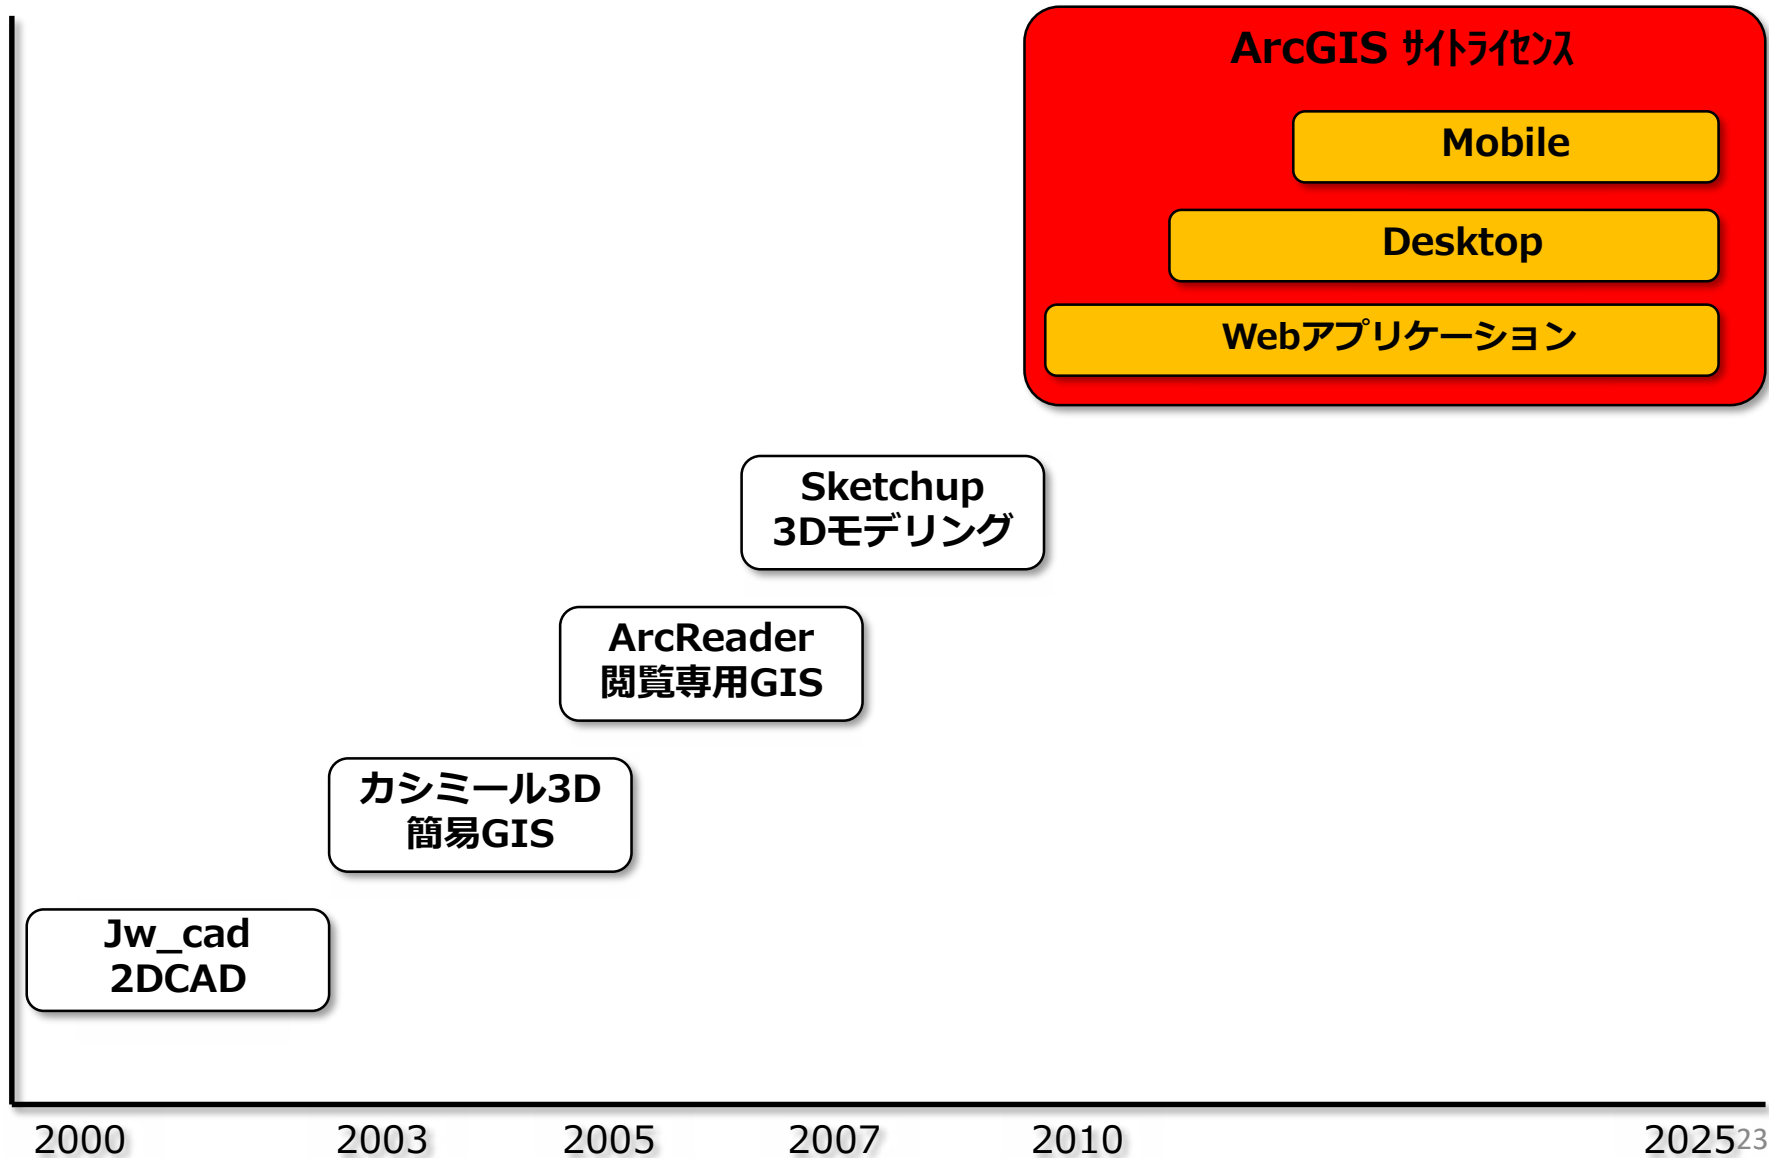 ArcGIS ｻｲﾄﾗｲｾﾝｽ
Mobile
Desktop
Webアプリケーション
Sketchup
3Dモデリング
ArcReader
閲覧専用GIS
カシミール3D
簡易GIS
Jw_cad
2DCAD
2000 2003 2005 2007 2010 2025
23